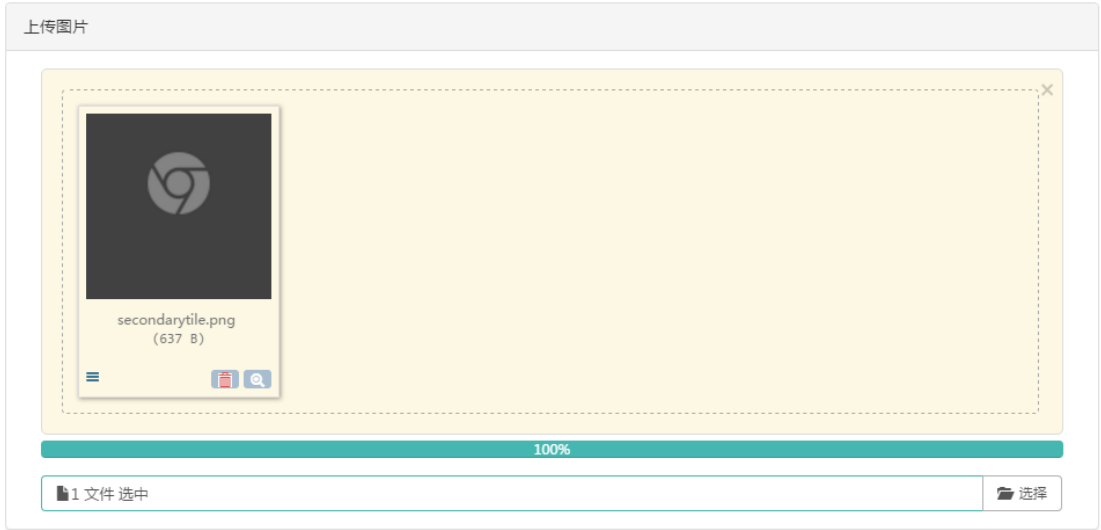 上传图片
×
secondarytile.png
(637 B)
100%
1 文件 选中
选择